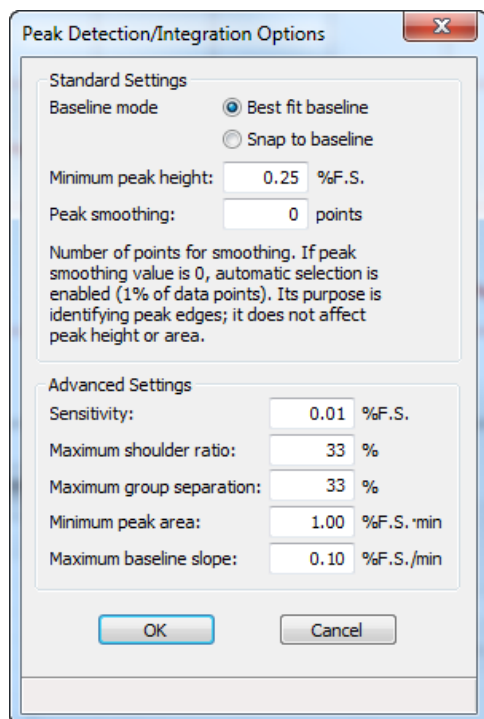 Peak Detection/Integration Options
Standard Settings
Baseline mode
Best fit baseline
Snap to baseline
Minimum peak height: 0.25 %F.S.
Peak smoothing: 0 points
Number of points for smoothing. If peak
smoothing value is 0, automatic selection is
enabled (1% of data points). Its purpose is
identifying peak edges; it does not affect
peak height or area.
Advanced Settings
Sensitivity: 0.01 %F.S.
Maximum shoulder ratio: 33 %
Maximum group separation: 33 %
Minimum peak area: 1.00 %F.S.·min
Maximum baseline slope: 0.10 %F.S./min
OK Cancel